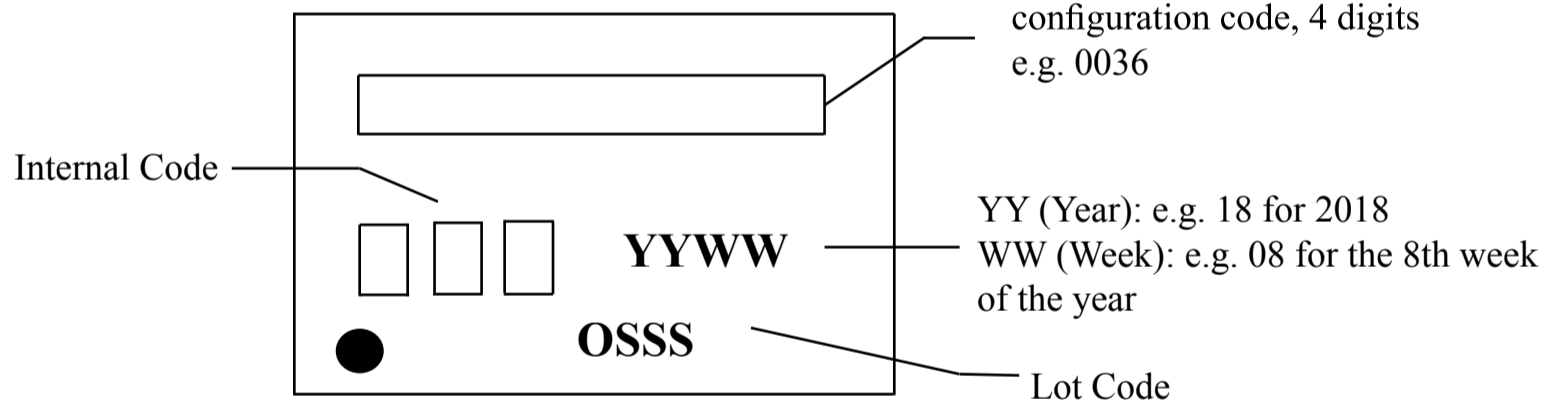 configuration code, 4 digits
e.g. 0036
Internal Code
YYWW
YY (Year): e.g. 18 for 2018
WW (Week): e.g. 08 for the 8th week
of the year
OSSS
Lot Code